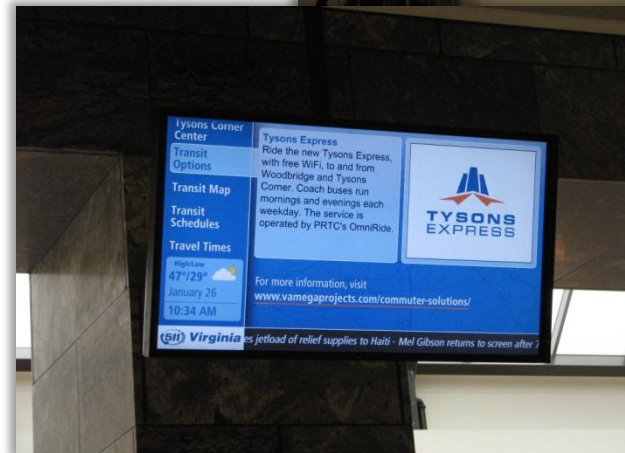 Tysons Corner
Center
Transit
Options
Transit Map
Transit
Schedules
Travel Times
High/Low
47°/29°
January 26
10:34 AM
Tysons Express
Ride the new Tysons Express,
with free WiFi, to and from
Woodbridge and Tysons
Corner. Coach buses run
mornings and evenings each
weekday. The service is
operated by PRTC's OmniRide.
TYSONS
EXPRESS
For more information, visit
www.vamegaprojects.com/commuter-solutions/
511 Virginia es jetload of relief supplies to Haiti - Mel Gibson returns to screen after